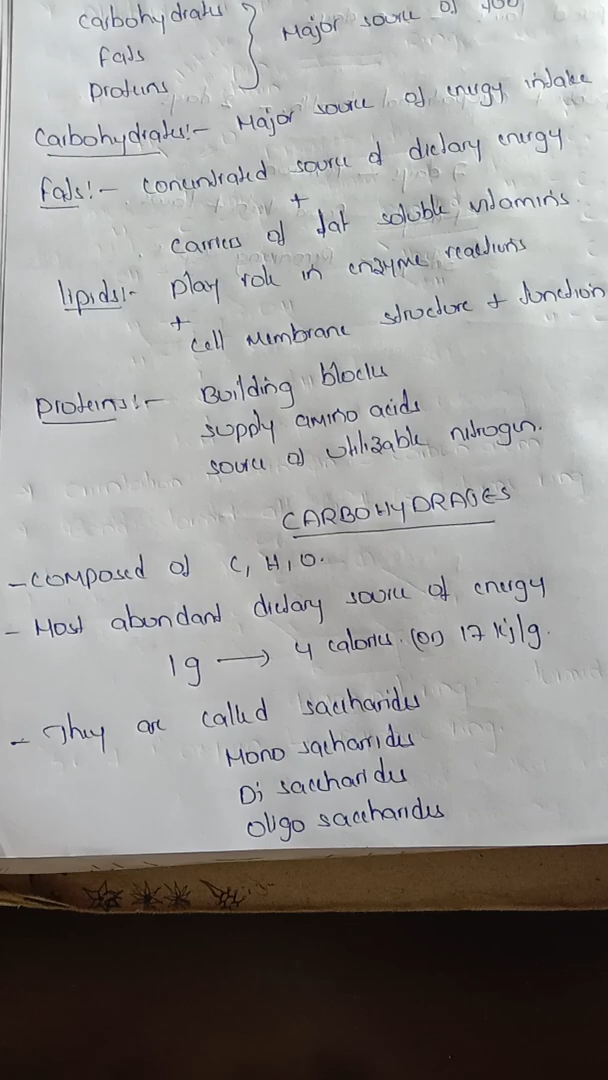 Carbohydrates
Fats
Proteins
} Major source of
Carbohydrates:- Major source of energy intake
Fats:- concentrated source of dietary energy
+
carriers of fat soluble vitamins
lipids:- play role in enzyme reactions
+
cell membrane structure + function
Proteins:- Building blocks
supply amino acids
source of utilizable nitrogen.
CARBOHYDRAGES
- composed of C, H, O.
- Most abundant dietary source of energy
1g → 4 calories (or) 17 kj/g.
- They are called saccharides
Mono saccharides
Di saccharides
Oligo saccharides